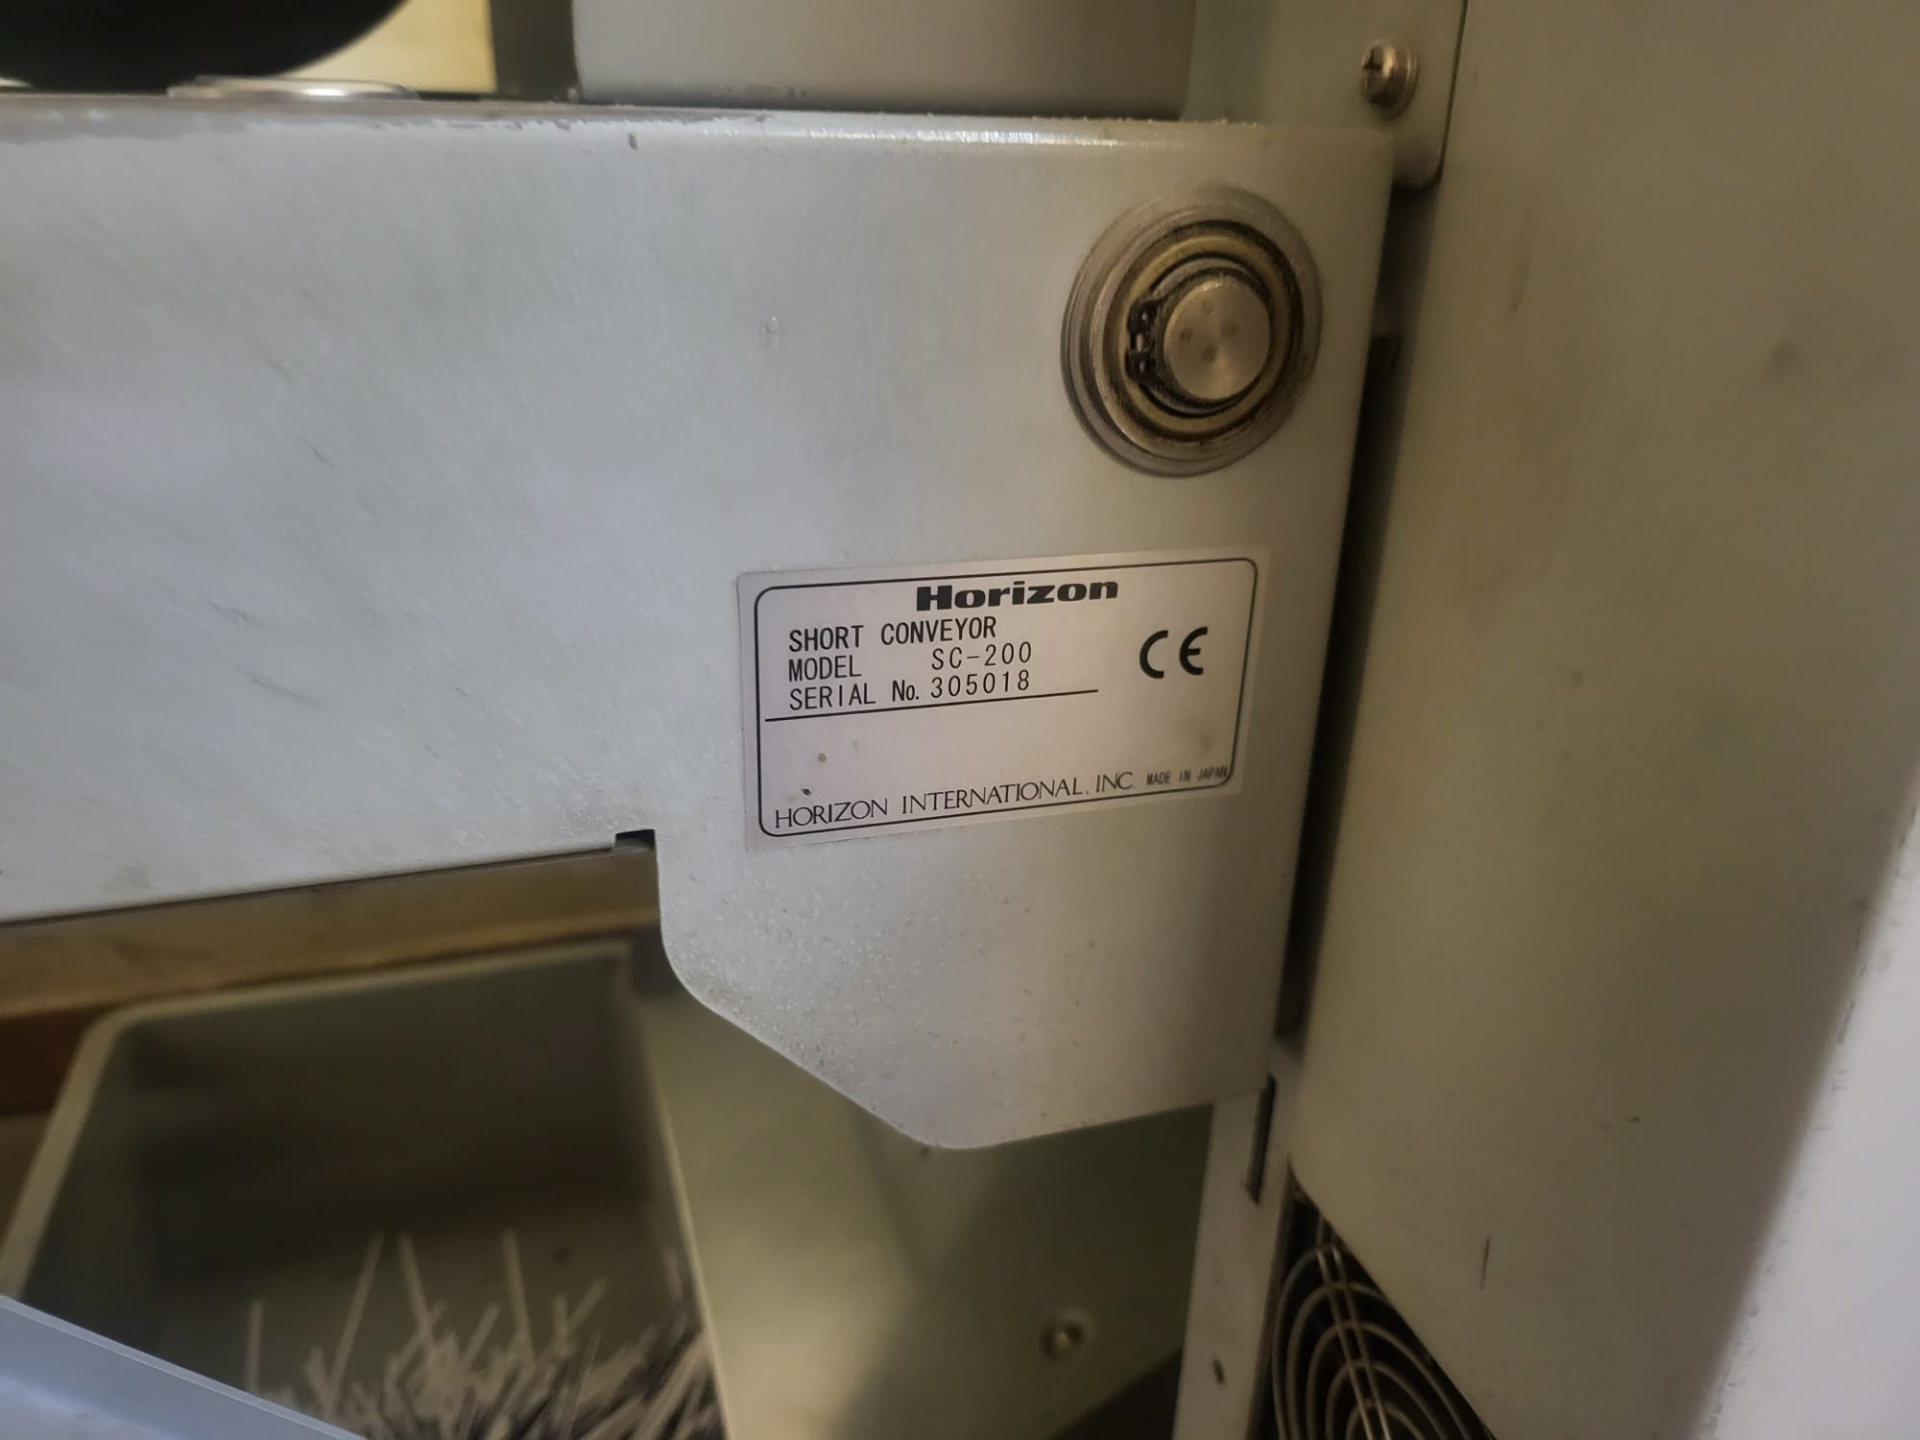 Horizon
SHORT CONVEYOR
MODEL SC-200
SERIAL No. 305018
CE
HORIZON INTERNATIONAL, INC. MADE IN JAPAN